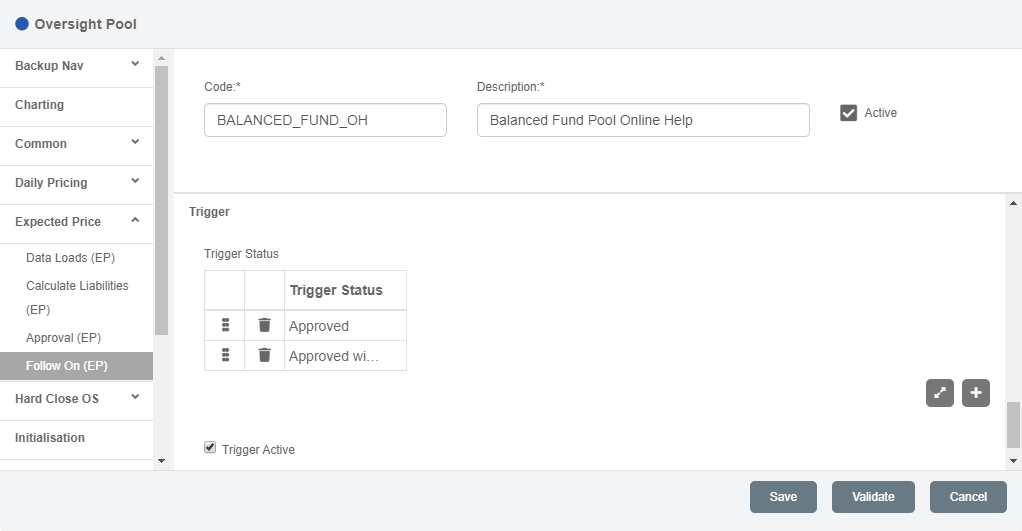 Oversight Pool
Backup Nav
Charting
Common
Daily Pricing
Expected Price
Data Loads (EP)
Calculate Liabilities
(EP)
Approval (EP)
Follow On (EP)
Hard Close OS
Initialisation
Code:*
Description:*
BALANCED_FUND_OH
Balanced Fund Pool Online Help
Active
Trigger
Trigger Status
Trigger Status
Approved
Approved wi...
Trigger Active
Save
Validate
Cancel